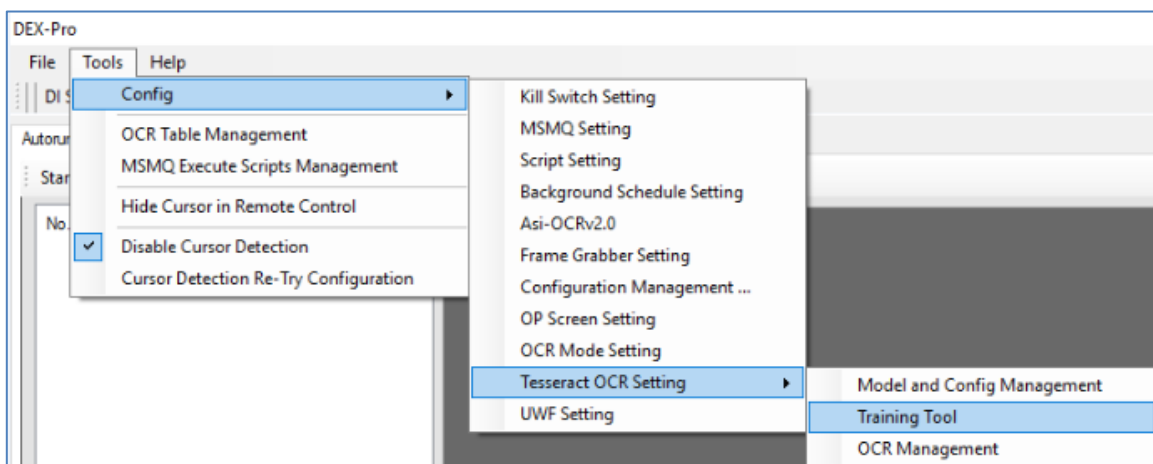 DEX-Pro
File Tools Help
DI S
Autorur
Star
No.
Config
OCR Table Management
MSMQ Execute Scripts Management
Hide Cursor in Remote Control
Disable Cursor Detection
Cursor Detection Re-Try Configuration
Kill Switch Setting
MSMQ Setting
Script Setting
Background Schedule Setting
Asi-OCRv2.0
Frame Grabber Setting
Configuration Management ...
OP Screen Setting
OCR Mode Setting
Tesseract OCR Setting
UWF Setting
Model and Config Management
Training Tool
OCR Management